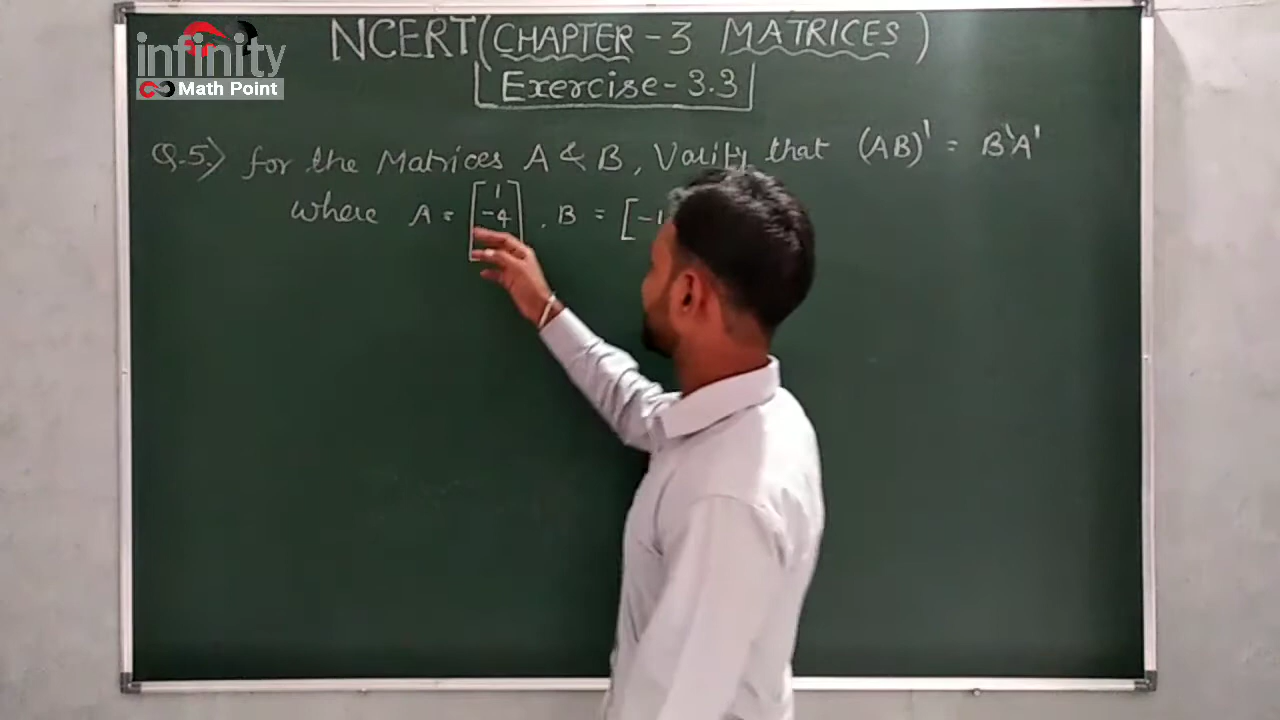 infinity
Math Point
NCERT (CHAPTER - 3 MATRICES)
Exercise - 3.3
Q.5.) for the Matrices A & B, Varify that (AB)' = B'A'
where A = [1 -4 ], B = [-1